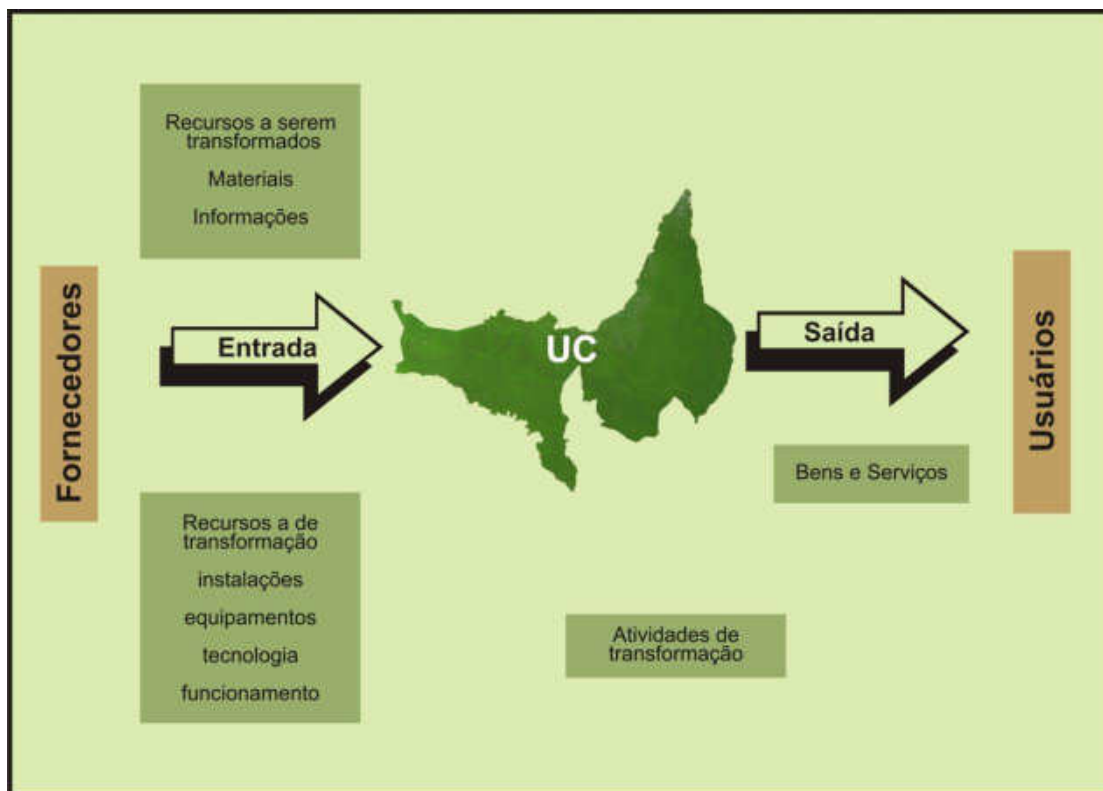 Recursos a serem
transformados
Materiais
Informações
Fornecedores
Entrada
UC
Saída
Usuários
Bens e Serviços
Recursos a de
transformação
instalações
equipamentos
tecnologia
funcionamento
Atividades de
transformação